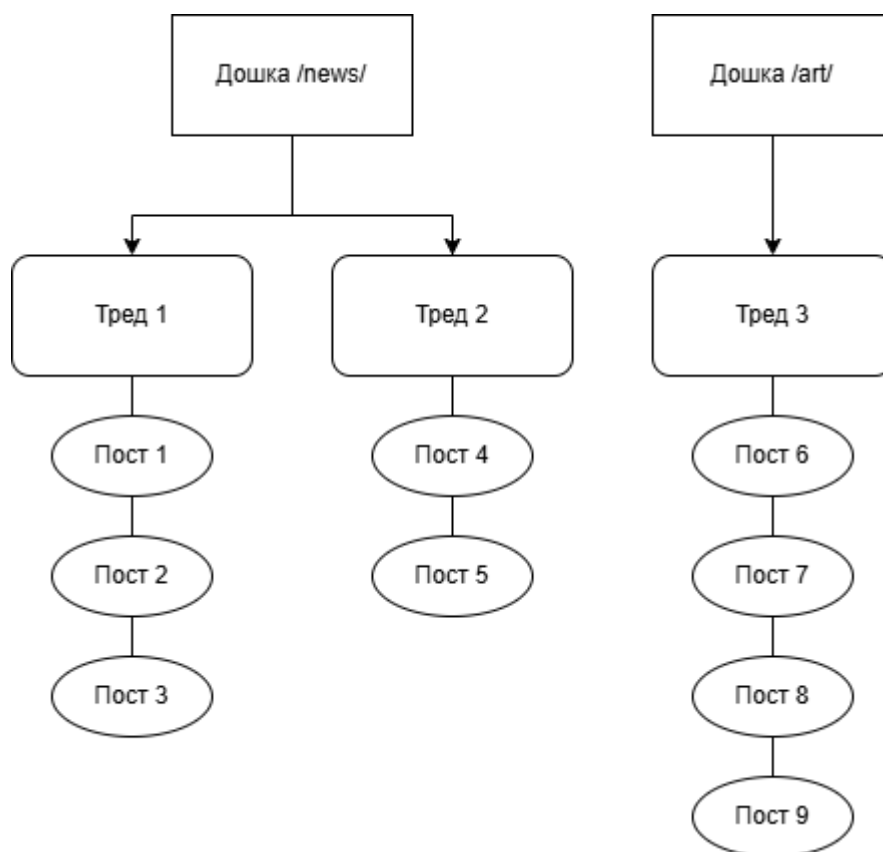 Дошка /news/
Дошка /art/
Тред 1
Тред 2
Тред 3
Пост 1
Пост 4
Пост 6
Пост 2
Пост 5
Пост 7
Пост 3
Пост 8
Пост 9